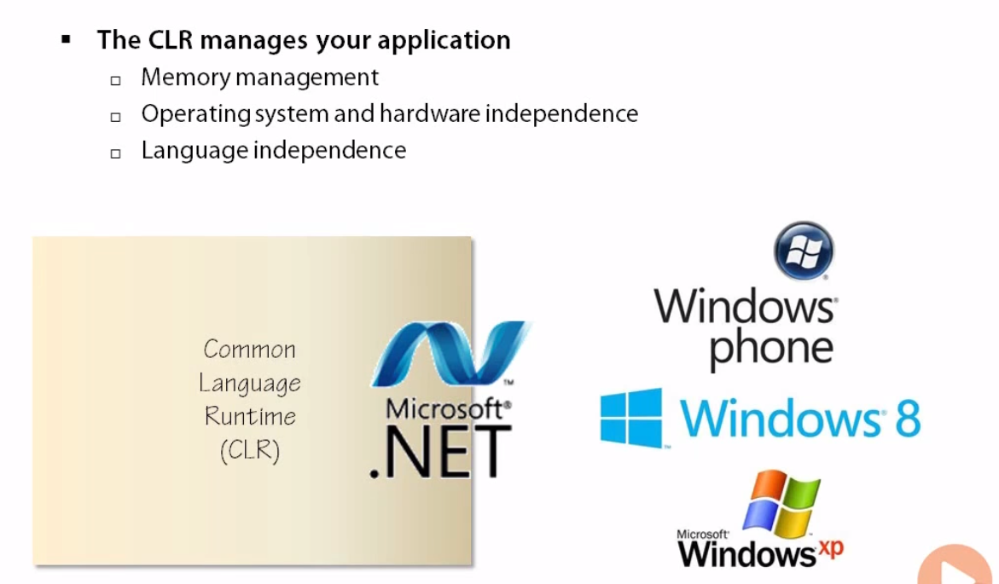 The CLR manages your application
Memory management
Operating system and hardware independence
Language independence
Common
Language
Runtime
(CLR)
Microsoft®
.NET
™
Windows®
phone
Windows® 8
Microsoft®
Windows® xp